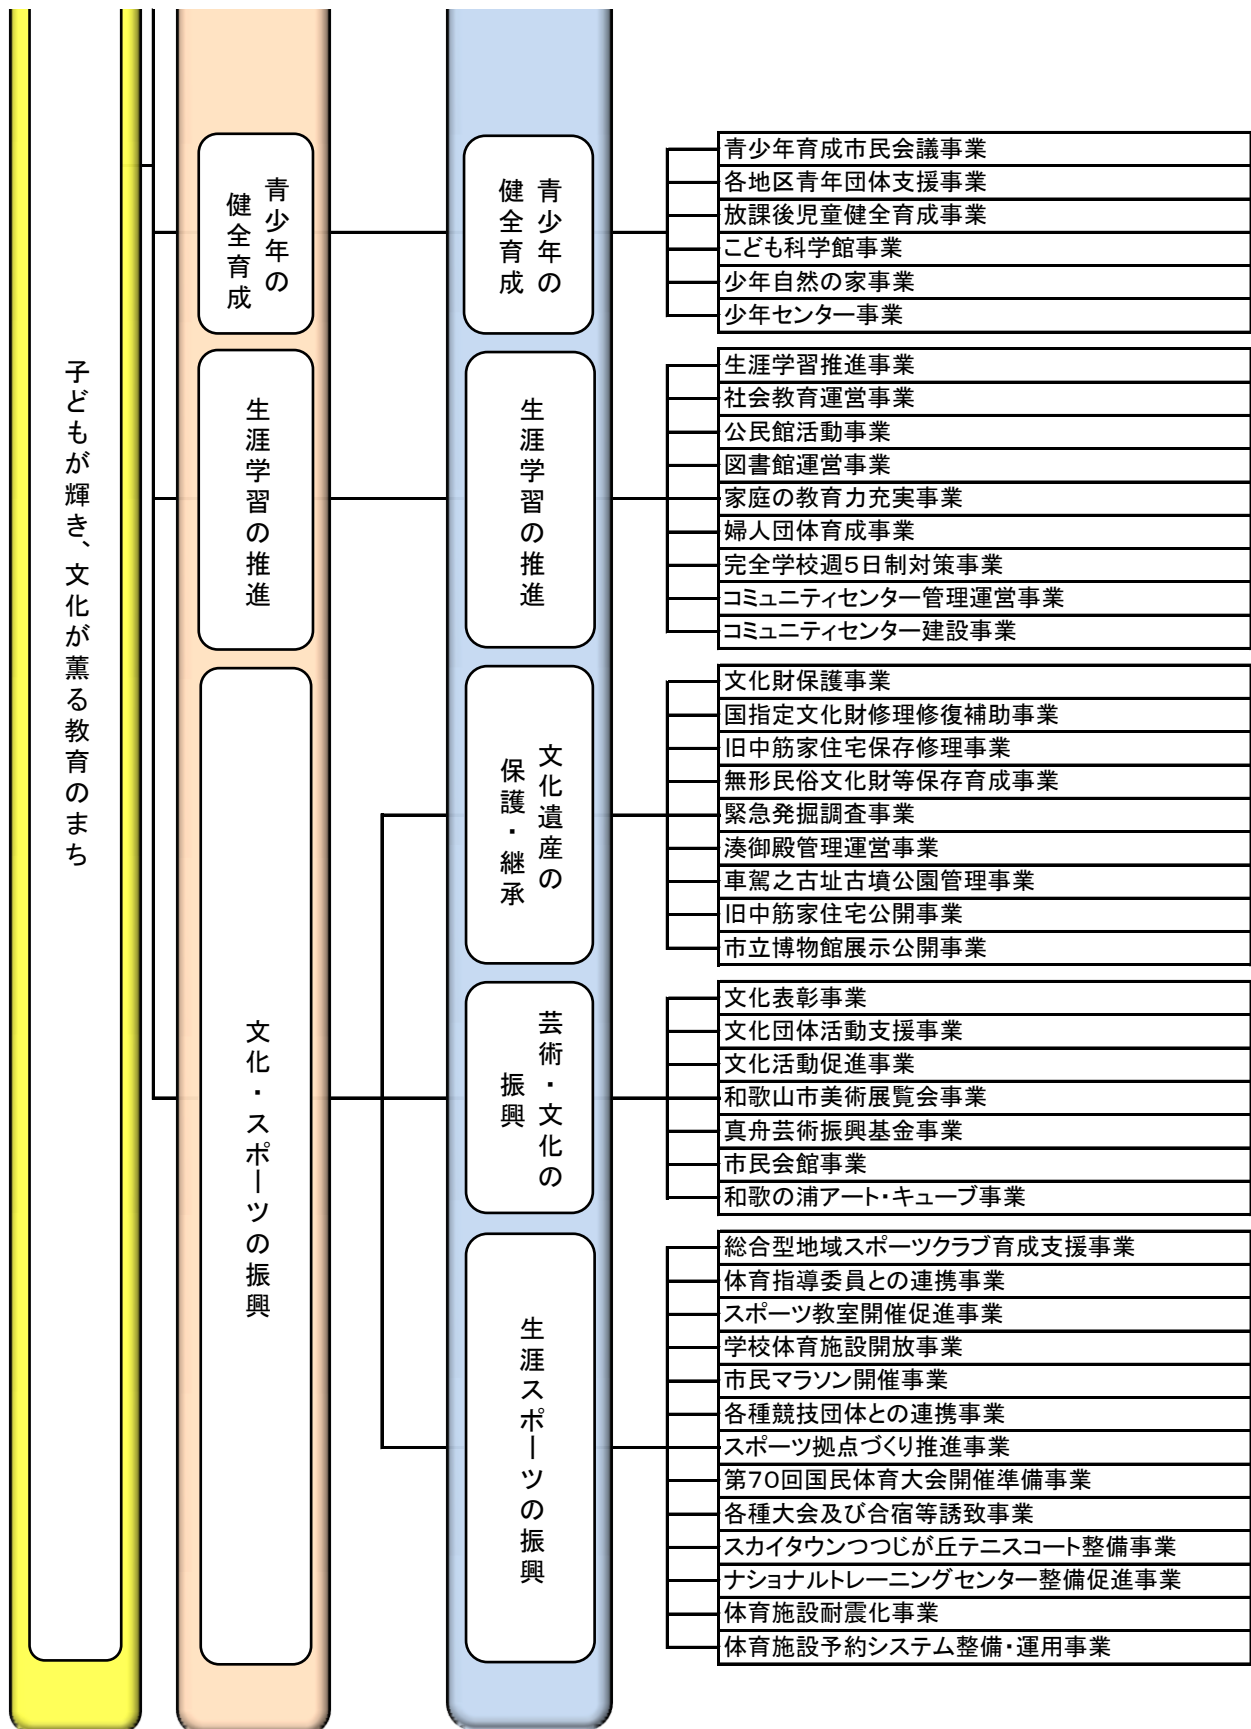 子どもが輝き、文化が薫る教育のまち
青少年の
健全育成
青少年の
健全育成
青少年育成市民会議事業
各地区青年団体支援事業
放課後児童健全育成事業
こども科学館事業
少年自然の家事業
少年センター事業
生涯学習の推進
生涯学習の推進
生涯学習推進事業
社会教育運営事業
公民館活動事業
図書館運営事業
家庭の教育力充実事業
婦人団体育成事業
完全学校週5日制対策事業
コミュニティセンター管理運営事業
コミュニティセンター建設事業
文化・スポーツの振興
文化遺産の
保護・継承
文化財保護事業
国指定文化財修理修復補助事業
旧中筋家住宅保存修理事業
無形民俗文化財等保存育成事業
緊急発掘調査事業
湊御殿管理運営事業
車駕之古址古墳公園管理事業
旧中筋家住宅公開事業
市立博物館展示公開事業
芸術・文化の
振興
文化表彰事業
文化団体活動支援事業
文化活動促進事業
和歌山市美術展覧会事業
真舟芸術振興基金事業
市民会館事業
和歌の浦アート・キューブ事業
生涯スポーツの振興
総合型地域スポーツクラブ育成支援事業
体育指導委員との連携事業
スポーツ教室開催促進事業
学校体育施設開放事業
市民マラソン開催事業
各種競技団体との連携事業
スポーツ拠点づくり推進事業
第70回国民体育大会開催準備事業
各種大会及び合宿等誘致事業
スカイタウンつつじが丘テニスコート整備事業
ナショナルトレーニングセンター整備促進事業
体育施設耐震化事業
体育施設予約システム整備・運用事業